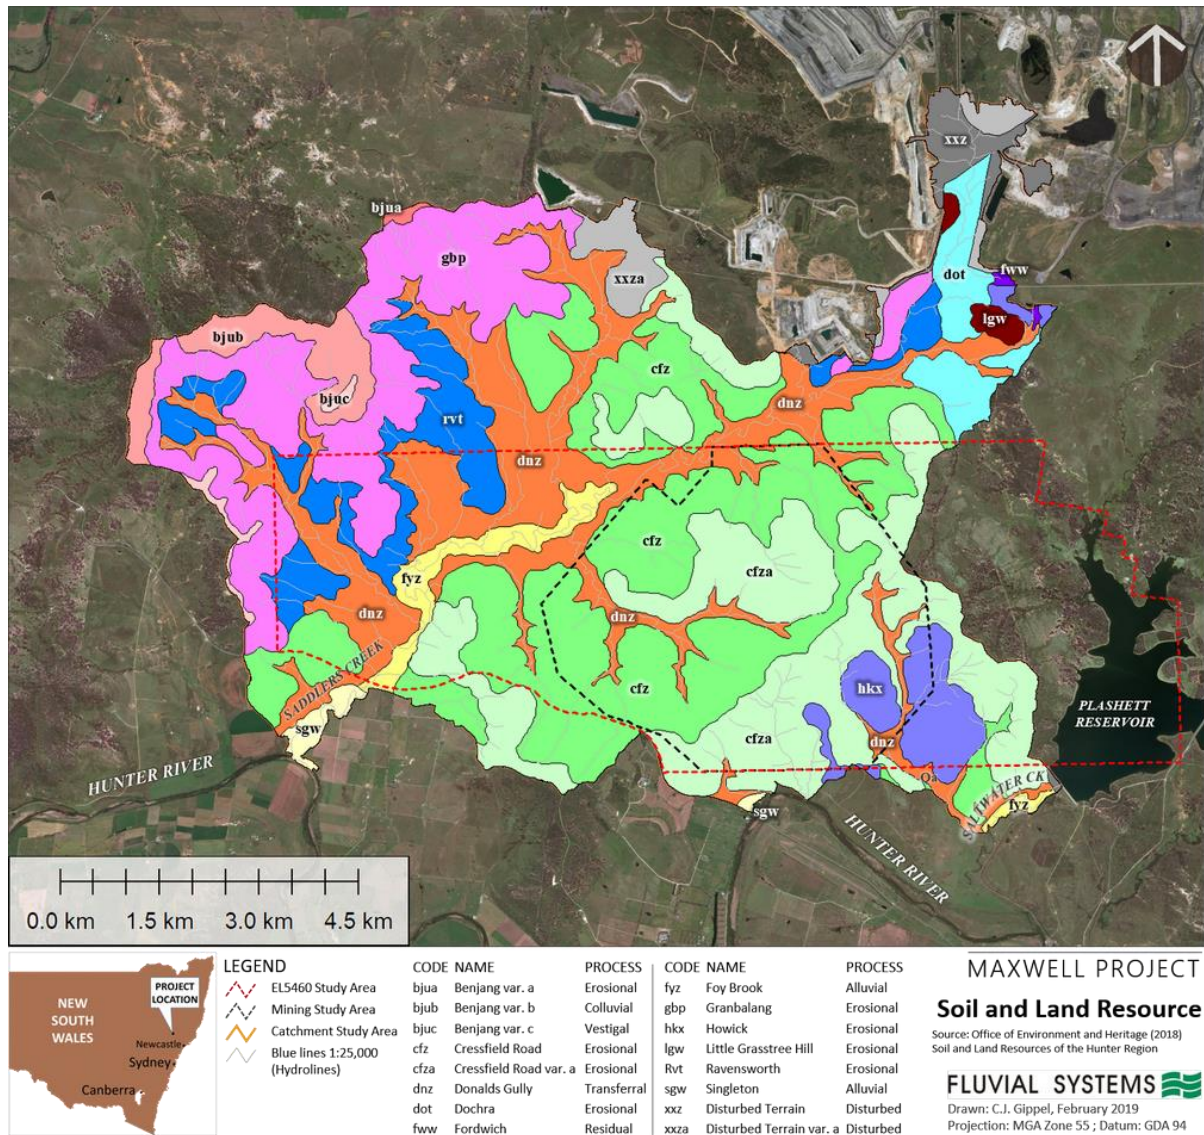 xxz
bjua
gbp
xxza
dot
fww
lgw
bjub
cfz
bjuc
dnz
rvt
dnz
cfz
cfza
fyz
dnz
dnz
SADDLERS CREEK
cfz
hkx
PLASHETT
RESERVOIR
sgw
cfza
dnz
HUNTER RIVER
Qa
SALTWATER CK
fyz
sgw
HUNTER RIVER
0.0 km 1.5 km 3.0 km 4.5 km
NEW
SOUTH
WALES
PROJECT
LOCATION
Newcastle
Sydney
Canberra
LEGEND
EL5460 Study Area
Mining Study Area
Catchment Study Area
Blue lines 1:25,000
(Hydrolines)
CODE NAME PROCESS
bjua Benjang var. a Erosional
bjub Benjang var. b Colluvial
bjuc Benjang var. c Vestigal
cfz Cressfield Road Erosional
cfza Cressfield Road var. a Erosional
dnz Donalds Gully Transferral
dot Dochra Erosional
fww Fordwich Residual
CODE NAME PROCESS
fyz Foy Brook Alluvial
gbp Granbalang Erosional
hkx Howick Erosional
lgw Little Grasstree Hill Erosional
Rvt Ravensworth Erosional
sgw Singleton Alluvial
xxz Disturbed Terrain Disturbed
xxza Disturbed Terrain var. a Disturbed
MAXWELL PROJECT
Soil and Land Resource
Source: Office of Environment and Heritage (2018)
Soil and Land Resources of the Hunter Region
FLUVIAL SYSTEMS
Drawn: C.J. Gippel, February 2019
Projection: MGA Zone 55 ; Datum: GDA 94